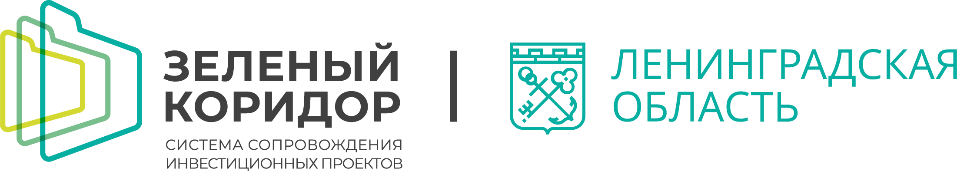 ЗЕЛЕНЫЙ
КОРИДОР
СИСТЕМА СОПРОВОЖДЕНИЯ
ИНВЕСТИЦИОННЫХ ПРОЕКТОВ
ЛЕНИНГРАДСКАЯ
ОБЛАСТЬ